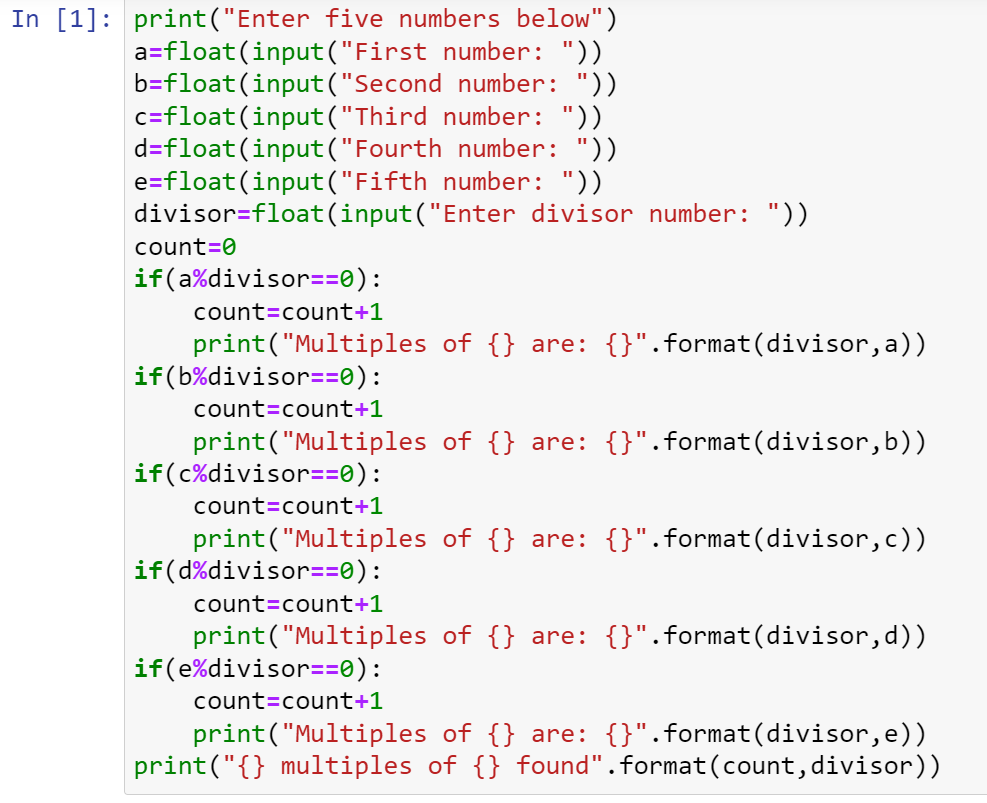 In [1]: print("Enter five numbers below")
a=float(input("First number: "))
b=float(input("Second number: "))
c=float(input("Third number: "))
d=float(input("Fourth number: "))
e=float(input("Fifth number: "))
divisor=float(input("Enter divisor number: "))
count=0
if(a%divisor==0):
    count=count+1
    print("Multiples of {} are: {}".format(divisor,a))
if(b%divisor==0):
    count=count+1
    print("Multiples of {} are: {}".format(divisor,b))
if(c%divisor==0):
    count=count+1
    print("Multiples of {} are: {}".format(divisor,c))
if(d%divisor==0):
    count=count+1
    print("Multiples of {} are: {}".format(divisor,d))
if(e%divisor==0):
    count=count+1
    print("Multiples of {} are: {}".format(divisor,e))
print("{} multiples of {} found".format(count,divisor))